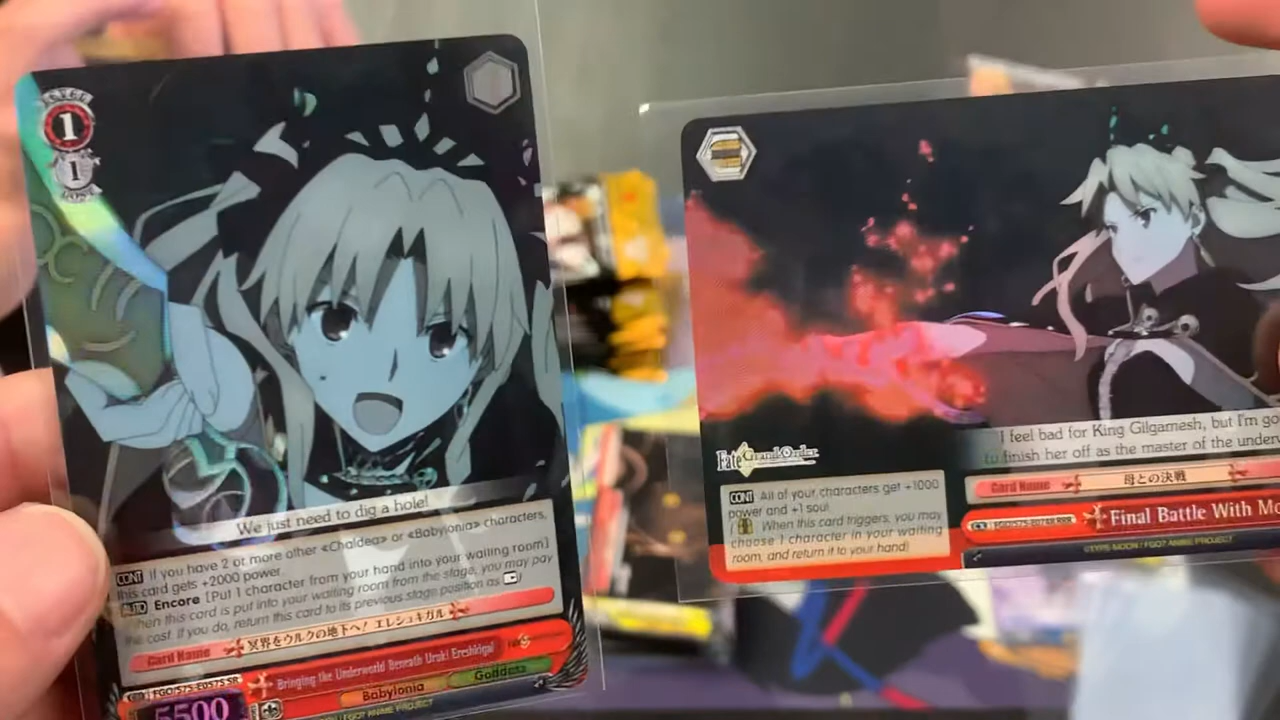 LEVEL
1
1
COST
We just need to dig a hole!
CONT If you have 2 or more other «Chaldea» or «Babylonia» characters,
this card gets +2000 power.
AUTO Encore [Put 1 character from your hand into your waiting room]
When this card is put into your waiting room from the stage, you may pay
the cost. If you do, return this card to its previous stage position as
Card Name
冥界をウルクの地下へ! エレシュキガル
FGO/S75-E057S SR
Bringing the Underworld Beneath Uruk! Ereshkigal
5500
Babylonia
Goddess
/ FGO7 ANIME PROJECT
I feel bad for King Gilgamesh, but I'm go
to finish her off as the master of the underw
Fate Grand Order
CONT All of your characters get +1000
power and +1 soul
( When this card triggers, you may
choose 1 character in your waiting
room, and return it to your hand)
Card Name
母との決戦
Final Battle With Mo
©TYPE-MOON / FGO7 ANIME PROJECT